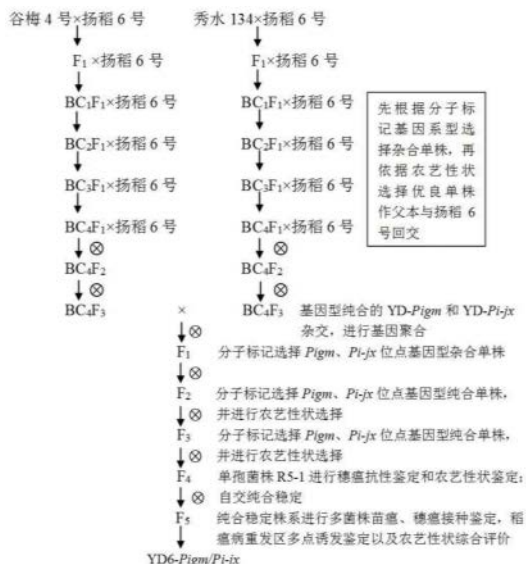 谷梅 4 号×扬稻 6 号
秀水 134×扬稻 6 号
F₁×扬稻 6 号
F₁×扬稻 6 号
BC₁F₁×扬稻 6 号
BC₁F₁×扬稻 6 号
BC₂F₁×扬稻 6 号
BC₂F₁×扬稻 6 号
BC₃F₁×扬稻 6 号
BC₃F₁×扬稻 6 号
BC₄F₁×扬稻 6 号
BC₄F₁×扬稻 6 号
先根据分子标
记基因系型选
择杂合单株，再
依据农艺性状
选择优良单株
作父本与扬稻 6
号回交
⊗
⊗
BC₄F₂
BC₄F₂
⊗
⊗
BC₄F₃
×
BC₄F₃
基因型纯合的 YD-Pigm 和 YD-Pi-jx
杂交，进行基因聚合
⊗
F₁ 分子标记选择 Pigm、Pi-jx 位点基因型杂合单株
⊗
F₂ 分子标记选择 Pigm、Pi-jx 位点基因型纯合单株，
⊗ 并进行农艺性状选择
F₃ 分子标记选择 Pigm、Pi-jx 位点基因型纯合单株，
⊗ 并进行农艺性状选择
F₄ 单孢菌株 R5-1 进行穗瘟抗性鉴定和农艺性状鉴定；
⊗ 自交纯合稳定
F₅ 纯合稳定株系进行多菌株苗瘟、穗瘟接种鉴定，稻
瘟病重发区多点诱发鉴定以及农艺性状综合评价
YD6-Pigm/Pi-jx